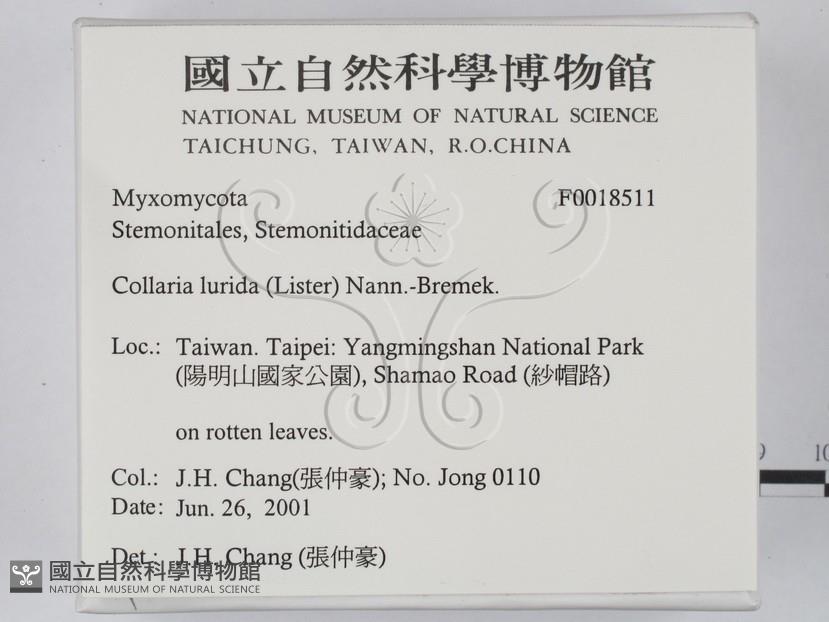 國立自然科學博物館
NATIONAL MUSEUM OF NATURAL SCIENCE
TAICHUNG, TAIWAN, R.O.CHINA
Myxomycota F0018511
Stemonitales, Stemonitidaceae
Collaria lurida (Lister) Nann.-Bremek.
Loc.: Taiwan. Taipei: Yangmingshan National Park
(陽明山國家公園), Shamao Road (紗帽路)
on rotten leaves.
Col.: J.H. Chang(張仲豪); No. Jong 0110
Date: Jun. 26, 2001
Det.: J.H. Chang (張仲豪)
國立自然科學博物館
NATIONAL MUSEUM OF NATURAL SCIENCE